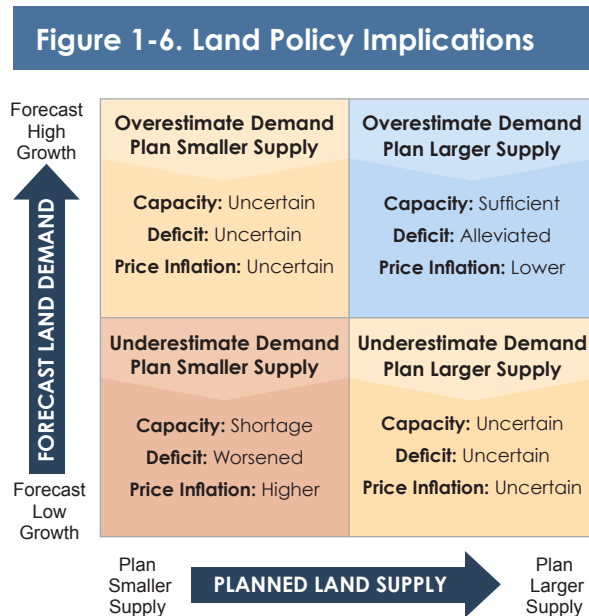 Figure 1-6. Land Policy Implications
Forecast
High
Growth
FORECAST LAND DEMAND
Forecast
Low
Growth
Overestimate Demand
Plan Smaller Supply
Capacity: Uncertain
Deficit: Uncertain
Price Inflation: Uncertain
Overestimate Demand
Plan Larger Supply
Capacity: Sufficient
Deficit: Alleviated
Price Inflation: Lower
Underestimate Demand
Plan Smaller Supply
Capacity: Shortage
Deficit: Worsened
Price Inflation: Higher
Underestimate Demand
Plan Larger Supply
Capacity: Uncertain
Deficit: Uncertain
Price Inflation: Uncertain
Plan
Smaller
Supply
PLANNED LAND SUPPLY
Plan
Larger
Supply